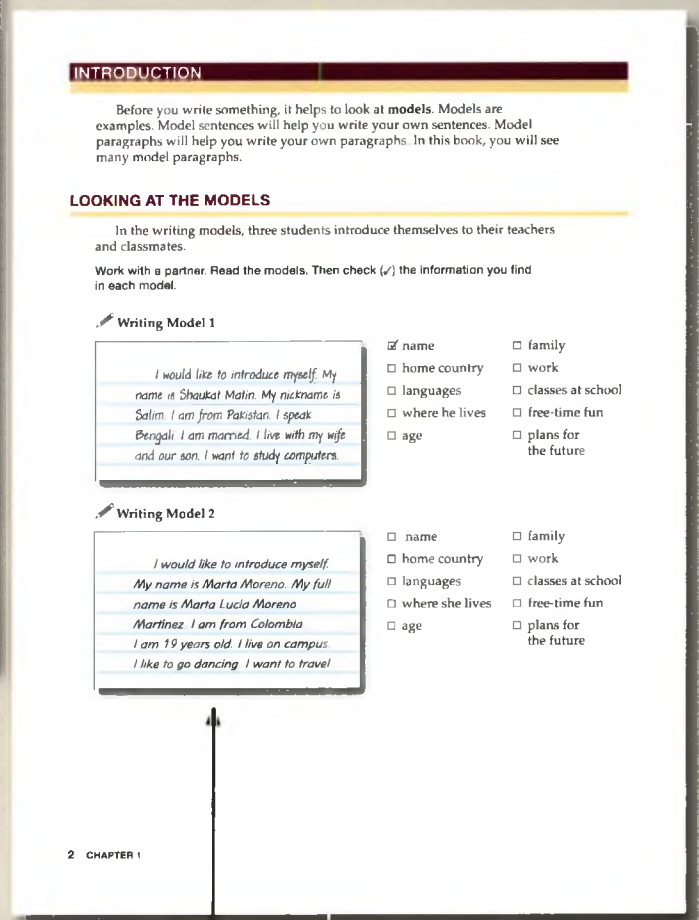 INTRODUCTION
Before you write something, it helps to look at models. Models are
examples. Model sentences will help you write your own sentences. Model
paragraphs will help you write your own paragraphs. In this book, you will see
many model paragraphs.
LOOKING AT THE MODELS
In the writing models, three students introduce themselves to their teachers
and classmates.
Work with a partner. Read the models. Then check (✓) the information you find
in each model.
Writing Model 1
I would like to introduce myself. My
name is Shaukat Matin. My nickname is
Salim. I am from Pakistan. I speak
Bengali. I am married. I live with my wife
and our son. I want to study computers.
☑ name
☐ home country
☐ languages
☐ where he lives
☐ age
☐ family
☐ work
☐ classes at school
☐ free-time fun
☐ plans for
the future
Writing Model 2
I would like to introduce myself.
My name is Marta Moreno. My full
name is Marta Lucía Moreno
Martínez. I am from Colombia.
I am 19 years old. I live on campus.
I like to go dancing. I want to travel.
☐ name
☐ home country
☐ languages
☐ where she lives
☐ age
☐ family
☐ work
☐ classes at school
☐ free-time fun
☐ plans for
the future
2 CHAPTER 1